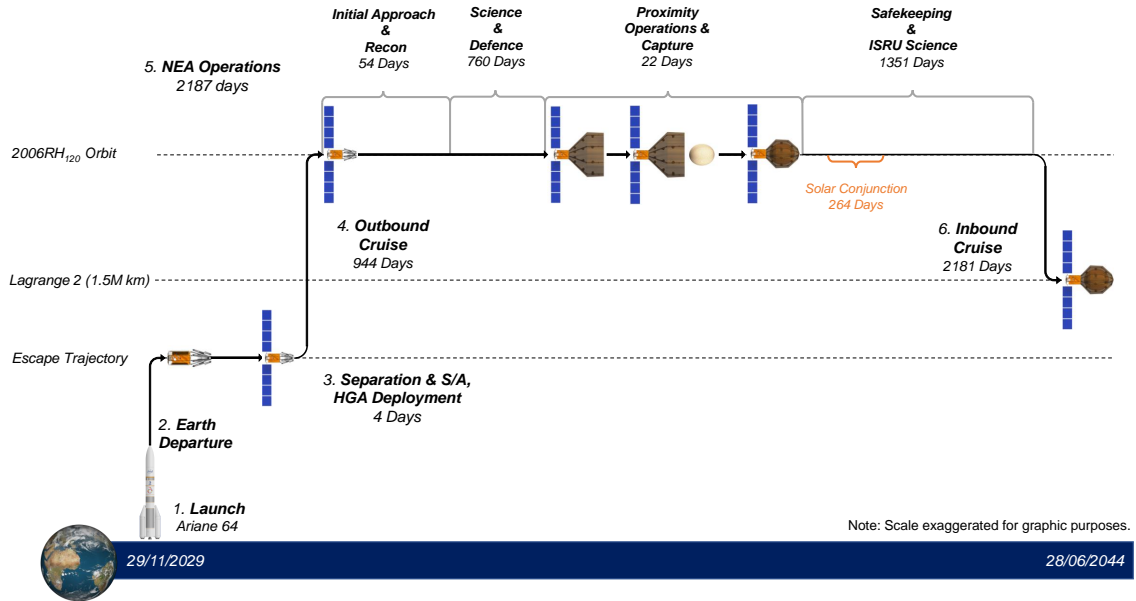 Initial Approach
&
Recon
54 Days
Science
&
Defence
760 Days
Proximity
Operations &
Capture
22 Days
Safekeeping
&
ISRU Science
1351 Days
5. NEA Operations
2187 days
2006RH120 Orbit
Solar Conjunction
264 Days
4. Outbound
Cruise
944 Days
6. Inbound
Cruise
2181 Days
Lagrange 2 (1.5M km)
Escape Trajectory
3. Separation & S/A,
HGA Deployment
4 Days
2. Earth
Departure
1. Launch
Ariane 64
Note: Scale exaggerated for graphic purposes.
29/11/2029
28/06/2044